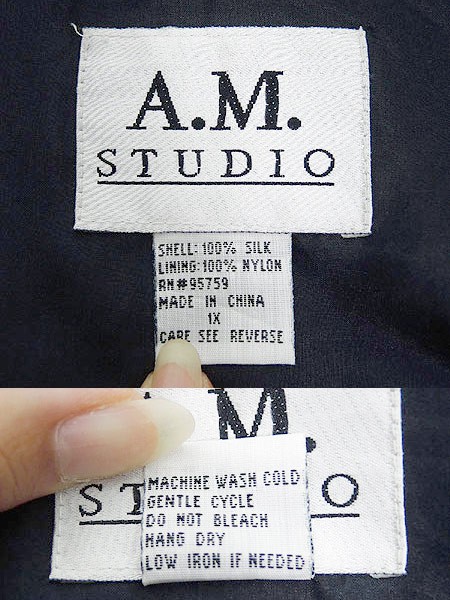 A.M.
STUDIO
SHELL: 100% SILK
LINING: 100% NYLON
RN#95759
MADE IN CHINA
1X
CARE SEE REVERSE
M.
ST O
MACHINE WASH COLD
GENTLE CYCLE
DO NOT BLEACH
HANG DRY
LOW IRON IF NEEDED